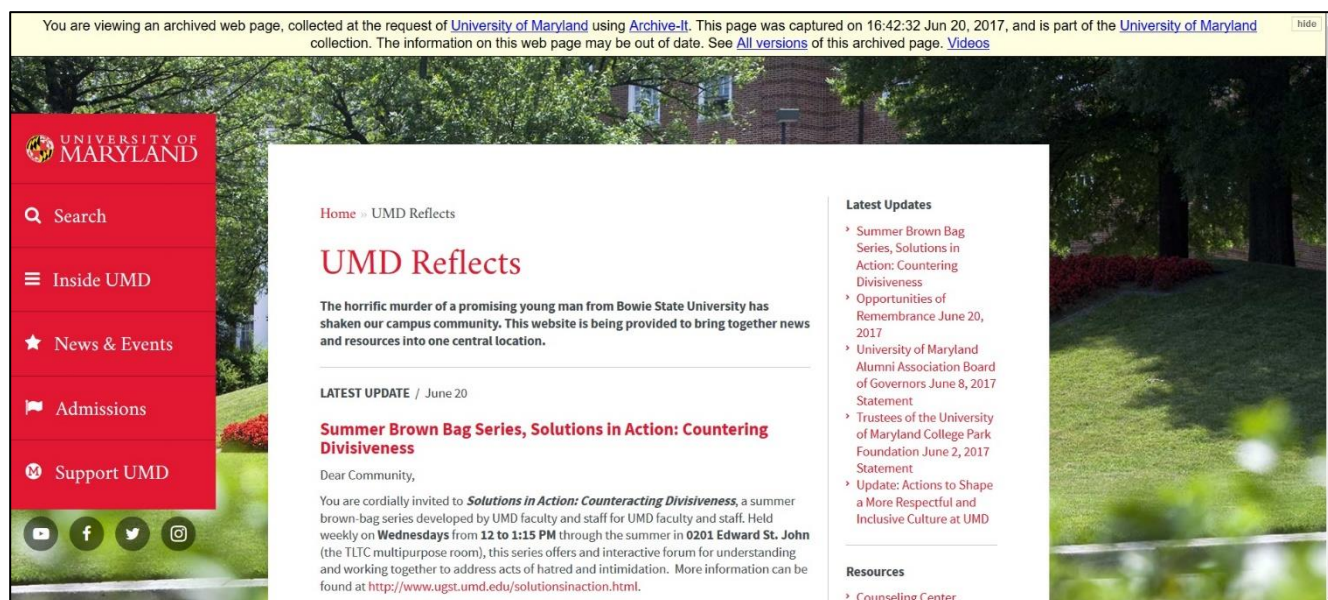 You are viewing an archived web page, collected at the request of University of Maryland using Archive-It. This page was captured on 16:42:32 Jun 20, 2017, and is part of the University of Maryland
collection. The information on this web page may be out of date. See All versions of this archived page. Videos
hide
UNIVERSITY OF
MARYLAND
Search
Inside UMD
News & Events
Admissions
Support UMD
Home » UMD Reflects
UMD Reflects
The horrific murder of a promising young man from Bowie State University has
shaken our campus community. This website is being provided to bring together news
and resources into one central location.
LATEST UPDATE / June 20
Summer Brown Bag Series, Solutions in Action: Countering
Divisiveness
Dear Community,
You are cordially invited to Solutions in Action: Counteracting Divisiveness, a summer
brown-bag series developed by UMD faculty and staff for UMD faculty and staff. Held
weekly on Wednesdays from 12 to 1:15 PM through the summer in 0201 Edward St. John
(the TLTC multipurpose room), this series offers and interactive forum for understanding
and working together to address acts of hatred and intimidation. More information can be
found at http://www.ugst.umd.edu/solutionsinaction.html.
Latest Updates
Summer Brown Bag
Series, Solutions in
Action: Countering
Divisiveness
Opportunities of
Remembrance June 20,
2017
University of Maryland
Alumni Association Board
of Governors June 8, 2017
Statement
Trustees of the University
of Maryland College Park
Foundation June 2, 2017
Statement
Update: Actions to Shape
a More Respectful and
Inclusive Culture at UMD
Resources
Counseling Center